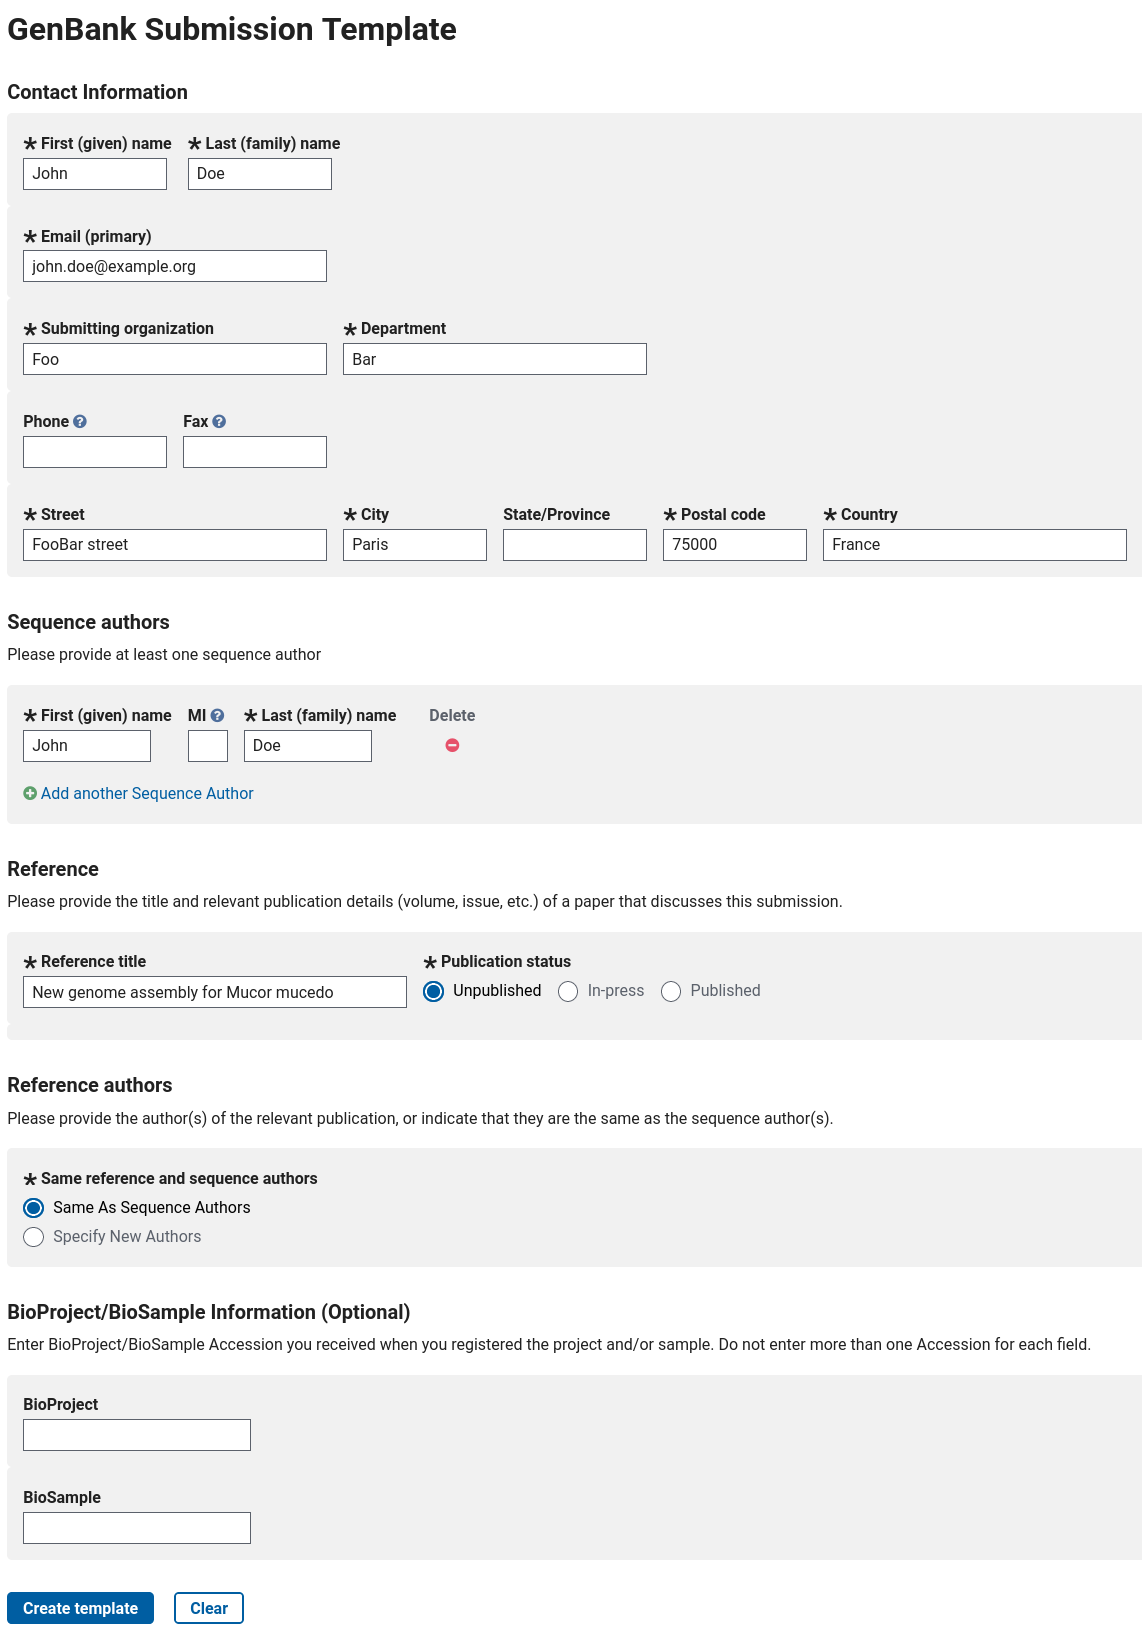 GenBank Submission Template
Contact Information
* First (given) name * Last (family) name
John Doe
* Email (primary)
john.doe@example.org
* Submitting organization * Department
Foo Bar
Phone ? Fax ?
* Street * City State/Province * Postal code * Country
FooBar street Paris 75000 France
Sequence authors
Please provide at least one sequence author
* First (given) name MI ? * Last (family) name Delete
John Doe
Add another Sequence Author
Reference
Please provide the title and relevant publication details (volume, issue, etc.) of a paper that discusses this submission.
* Reference title * Publication status
New genome assembly for Mucor mucedo Unpublished In-press Published
Reference authors
Please provide the author(s) of the relevant publication, or indicate that they are the same as the sequence author(s).
* Same reference and sequence authors
Same As Sequence Authors
Specify New Authors
BioProject/BioSample Information (Optional)
Enter BioProject/BioSample Accession you received when you registered the project and/or sample. Do not enter more than one Accession for each field.
BioProject
BioSample
Create template Clear